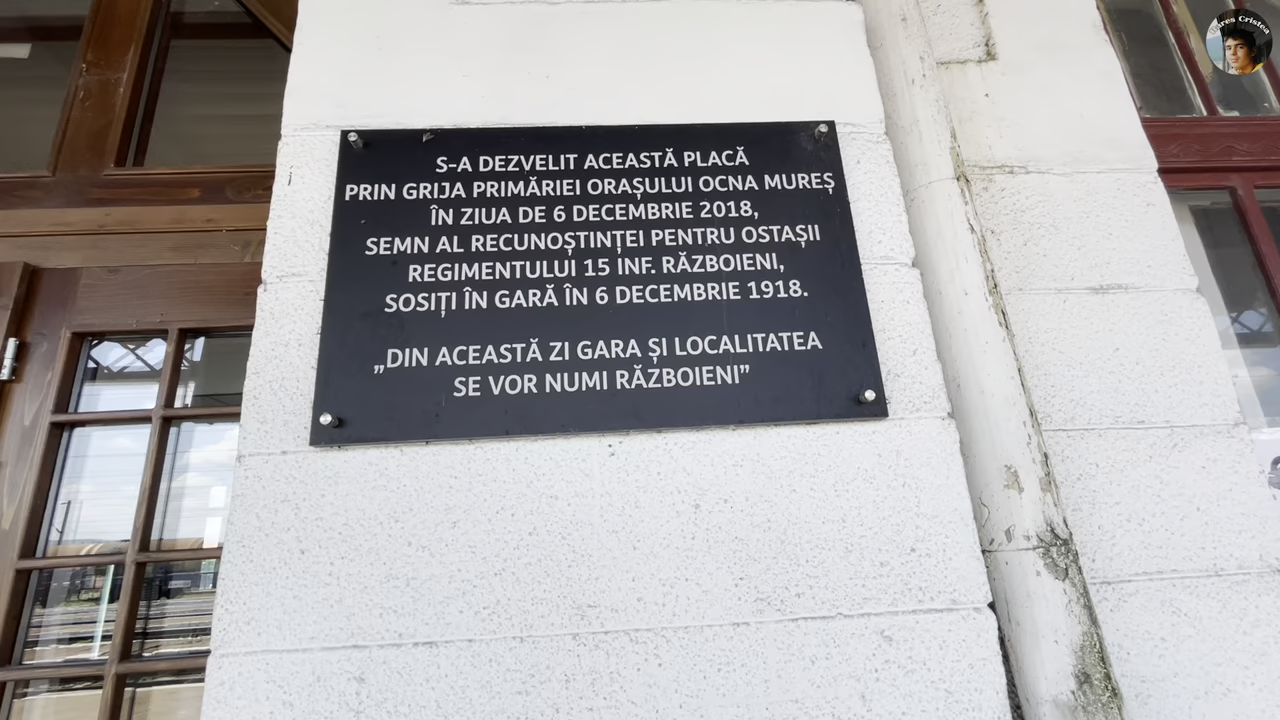 S-A DEZVELIT ACEASTĂ PLACĂ
PRIN GRIJA PRIMĂRIEI ORAȘULUI OCNA MUREȘ
ÎN ZIUA DE 6 DECEMBRIE 2018,
SEMN AL RECUNOȘTINȚEI PENTRU OSTAȘII
REGIMENTULUI 15 INF. RĂZBOIENI,
SOSIȚI ÎN GARĂ ÎN 6 DECEMBRIE 1918.
„DIN ACEASTĂ ZI GARA ȘI LOCALITATEA
SE VOR NUMI RĂZBOIENI”
Cristea